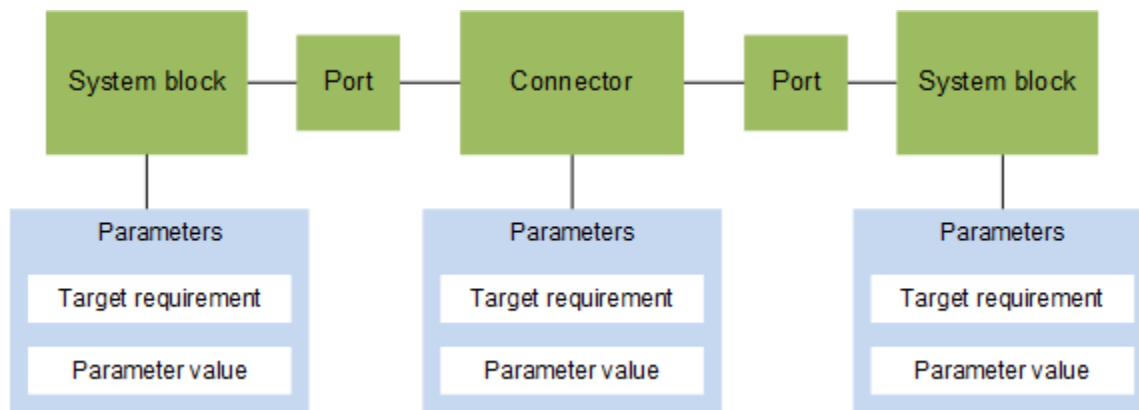 System block
Port
Connector
Port
System block
Parameters
Target requirement
Parameter value
Parameters
Target requirement
Parameter value
Parameters
Target requirement
Parameter value